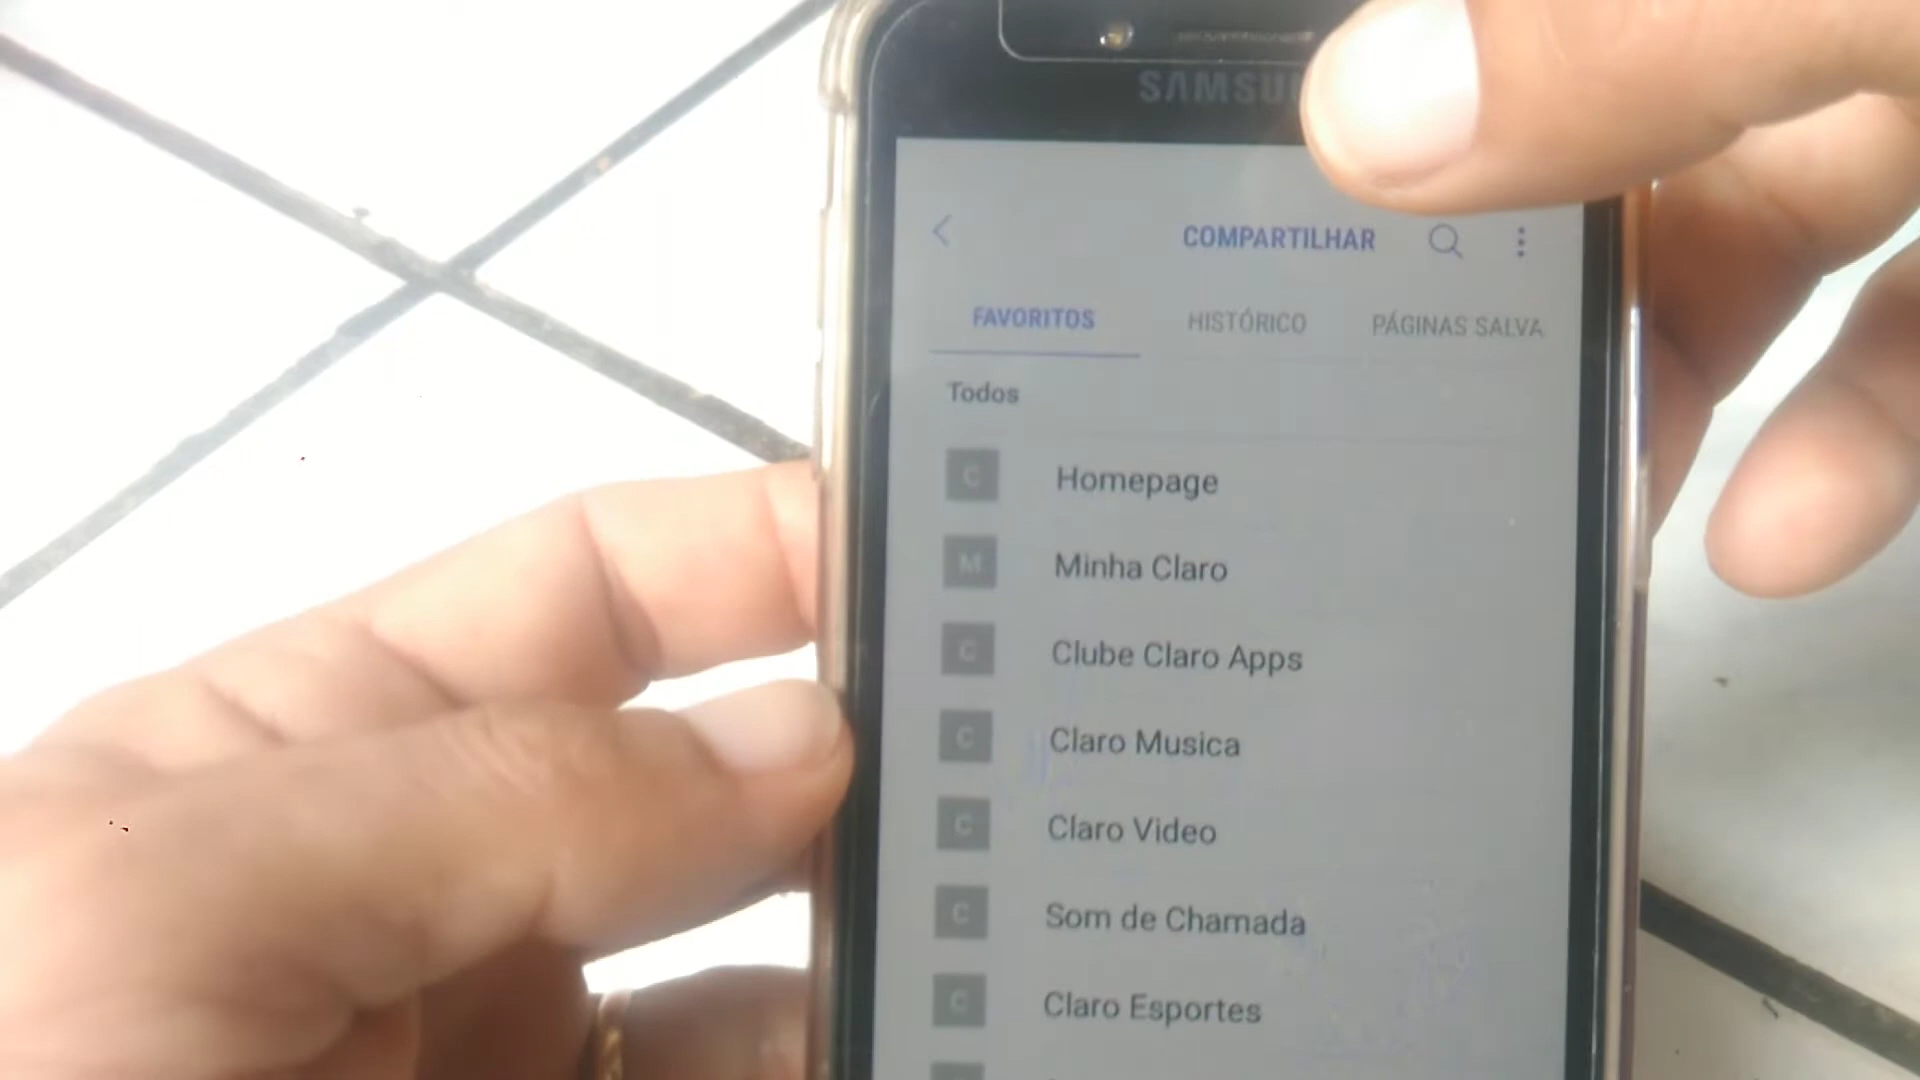 SAMSU
COMPARTILHAR
FAVORITOS HISTÓRICO PÁGINAS SALVA
Todos
C Homepage
M Minha Claro
C Clube Claro Apps
C Claro Musica
C Claro Video
C Som de Chamada
C Claro Esportes